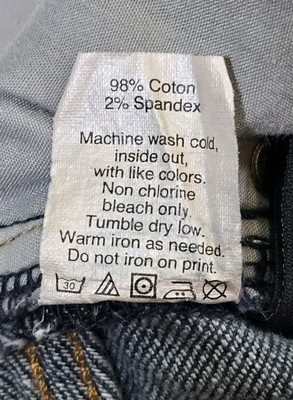 98% Coton
2% Spandex
Machine wash cold,
inside out,
with like colors.
Non chlorine
bleach only.
Tumble dry low.
Warm iron as needed.
Do not iron on print.
30